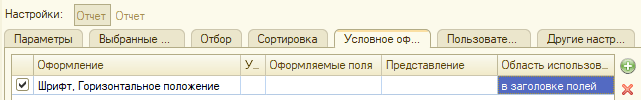 Настройки: Отчет Отчет
Параметры Выбранные ... Отбор Сортировка Условное оф... Пользовате... Другие настр...
Оформление У... Оформляемые поля Представление Область использов...
Шрифт, Горизонтальное положение в заголовке полей